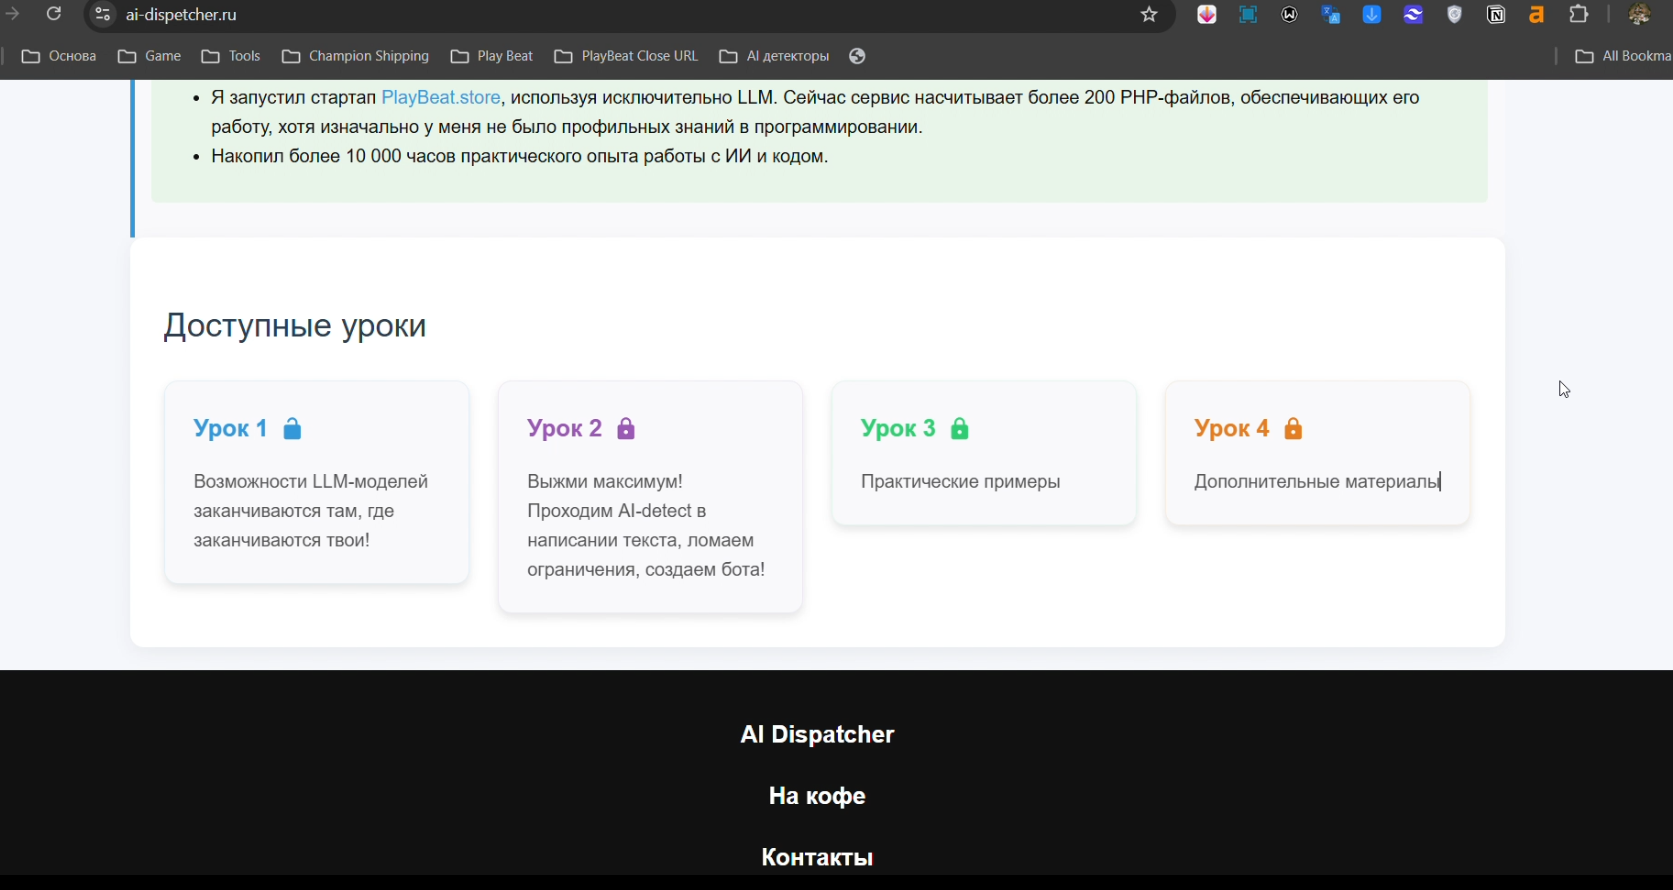 ai-dispetcher.ru
Основа
Game
Tools
Champion Shipping
Play Beat
PlayBeat Close URL
AI детекторы
All Bookma
Я запустил стартап PlayBeat.store, используя исключительно LLM. Сейчас сервис насчитывает более 200 PHP-файлов, обеспечивающих его
работу, хотя изначально у меня не было профильных знаний в программировании.
Накопил более 10 000 часов практического опыта работы с ИИ и кодом.
Доступные уроки
Урок 1
Возможности LLM-моделей
заканчиваются там, где
заканчиваются твои!
Урок 2
Выжми максимум!
Проходим AI-detect в
написании текста, ломаем
ограничения, создаем бота!
Урок 3
Практические примеры
Урок 4
Дополнительные материалы
AI Dispatcher
На кофе
Контакты